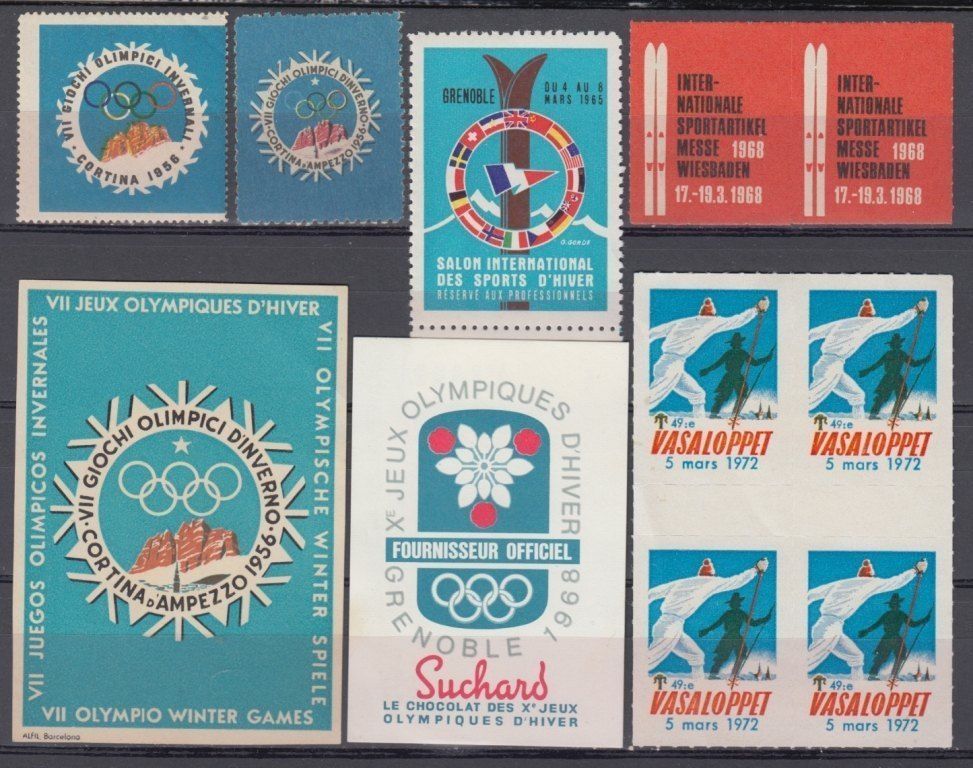 VII GIOCHI OLIMPICI INVERNALI
CORTINA 1956
VII GIOCHI OLIMPICI D'INVERNO
CORTINA D'AMPEZZO 1956
GRENOBLE
DU 4 AU 8
MARS 1965
G. GORDE
SALON INTERNATIONAL
DES SPORTS D'HIVER
RÉSERVÉ AUX PROFESSIONNELS
INTER-
NATIONALE
SPORTARTIKEL
MESSE 1968
WIESBADEN
17.-19.3.1968
INTER-
NATIONALE
SPORTARTIKEL
MESSE 1968
WIESBADEN
17.-19.3.1968
VII JEUX OLYMPIQUES D'HIVER
VII JUEGOS OLIMPICOS INVERNALES
VII OLYMPISCHE WINTER SPIELE
VII GIOCHI OLIMPICI D'INVERNO
CORTINA D'AMPEZZO 1956
VII OLYMPIO WINTER GAMES
ALFIL Barcelona
XE JEUX OLYMPIQUES D'HIVER
GRENOBLE 1968
FOURNISSEUR OFFICIEL
Suchard
LE CHOCOLAT DES Xe JEUX
OLYMPIQUES D'HIVER
49:e
VASALOPPET
5 mars 1972
49:e
VASALOPPET
5 mars 1972
49:e
VASALOPPET
5 mars 1972
49:e
VASALOPPET
5 mars 1972